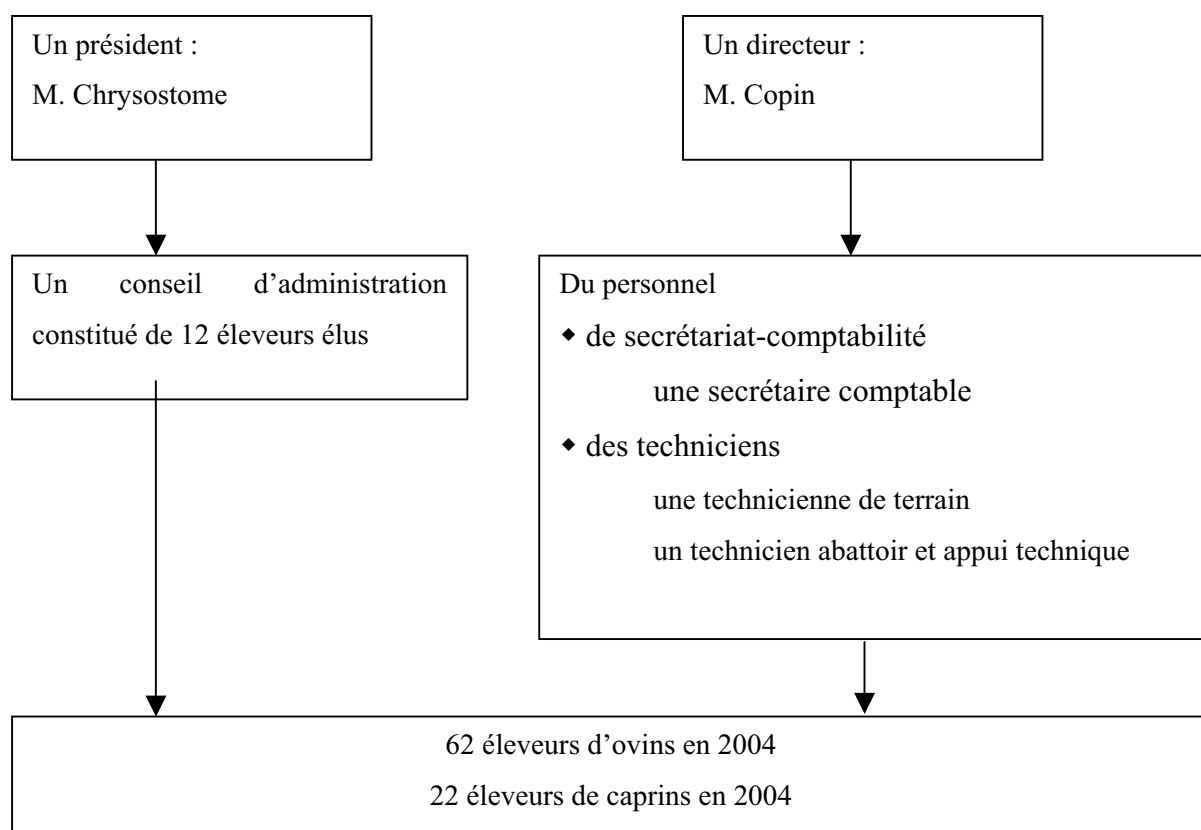 Un président :
M. Chrysostome
Un directeur :
M. Copin
Un conseil d’administration
constitué de 12 éleveurs élus
Du personnel
◆ de secrétariat-comptabilité
une secrétaire comptable
◆ des techniciens
une technicienne de terrain
un technicien abattoir et appui technique
62 éleveurs d’ovins en 2004
22 éleveurs de caprins en 2004